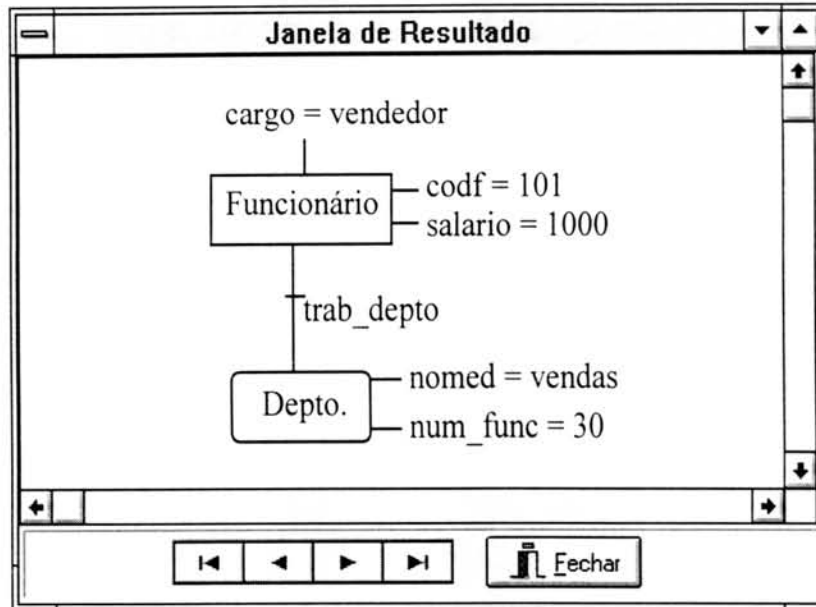 Janela de Resultado
cargo = vendedor
Funcionário
codf = 101
salario = 1000
trab_depto
Depto.
nomed = vendas
num_func = 30
Fechar